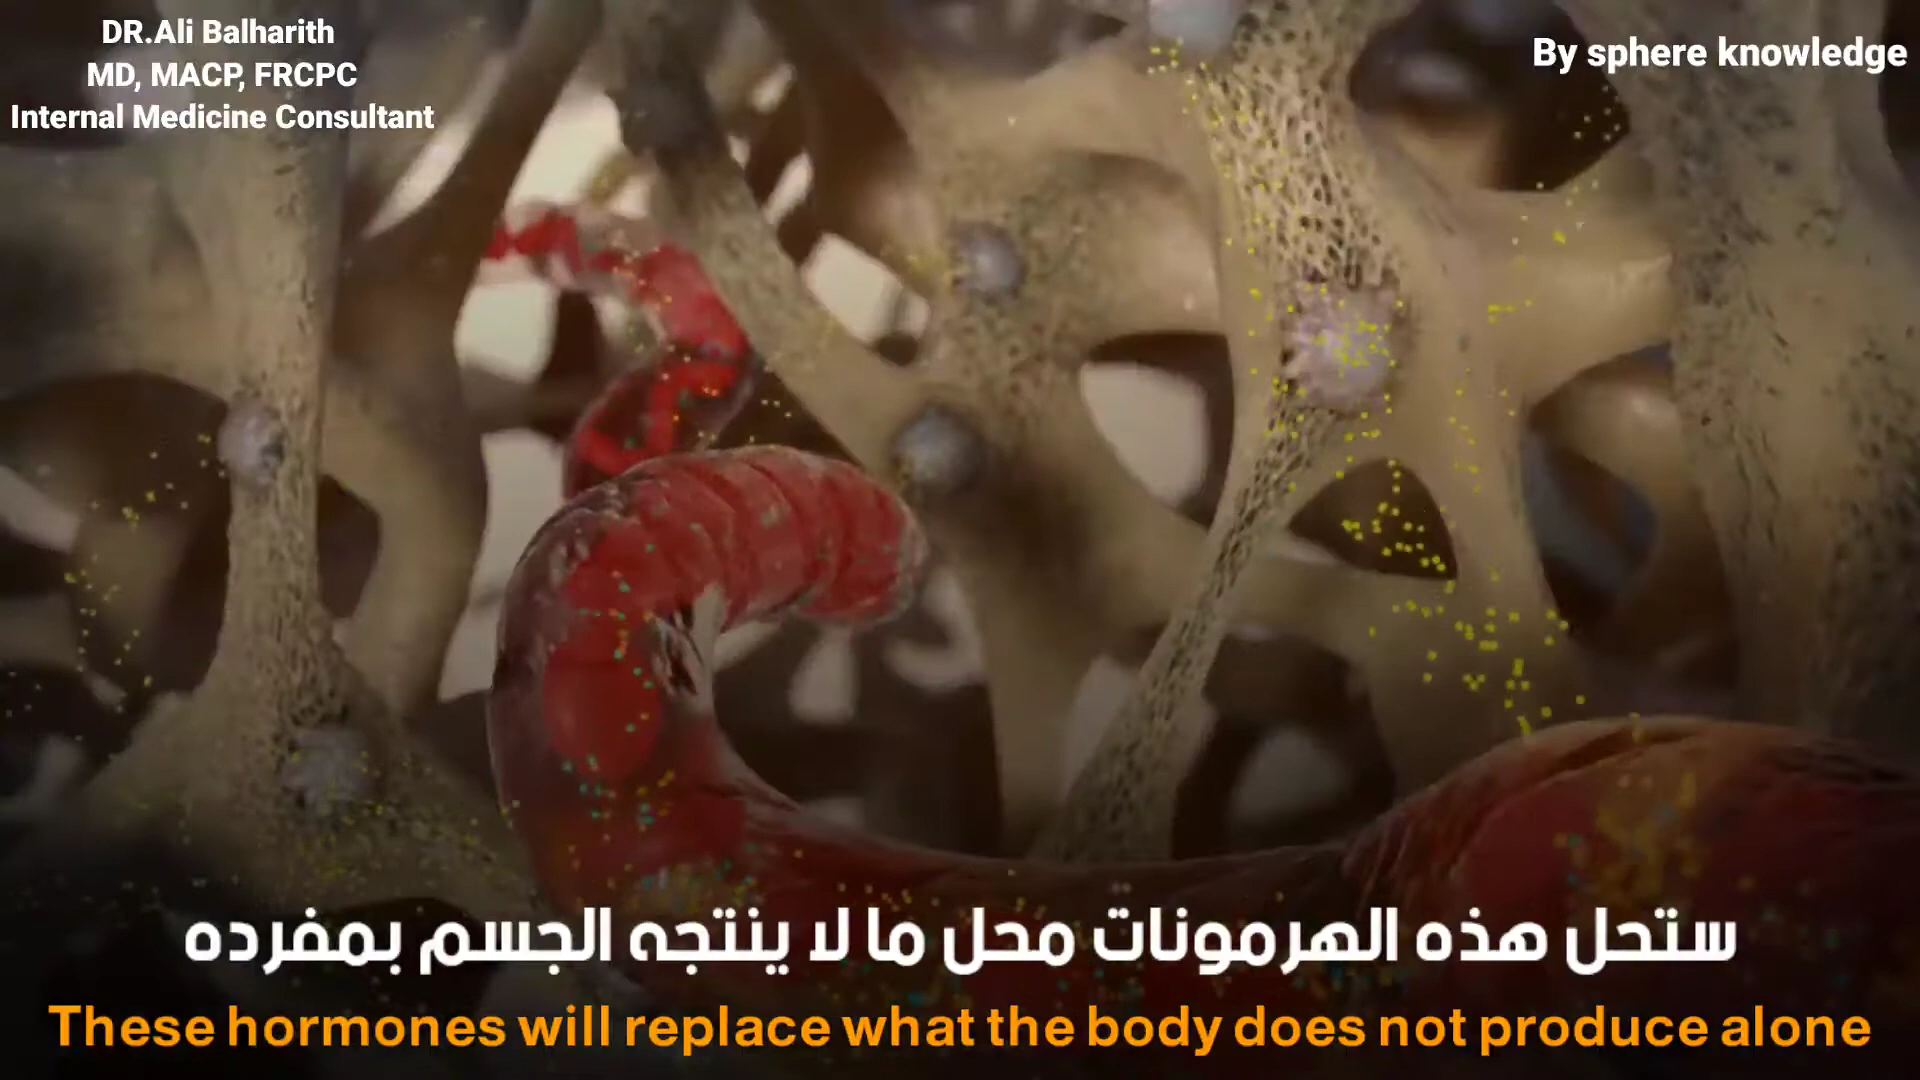 DR.Ali Balharith
MD, MACP, FRCPC
Internal Medicine Consultant
By sphere knowledge
ستحل هذه الهرمونات محل ما لا ينتجه الجسم بمفرده
These hormones will replace what the body does not produce alone